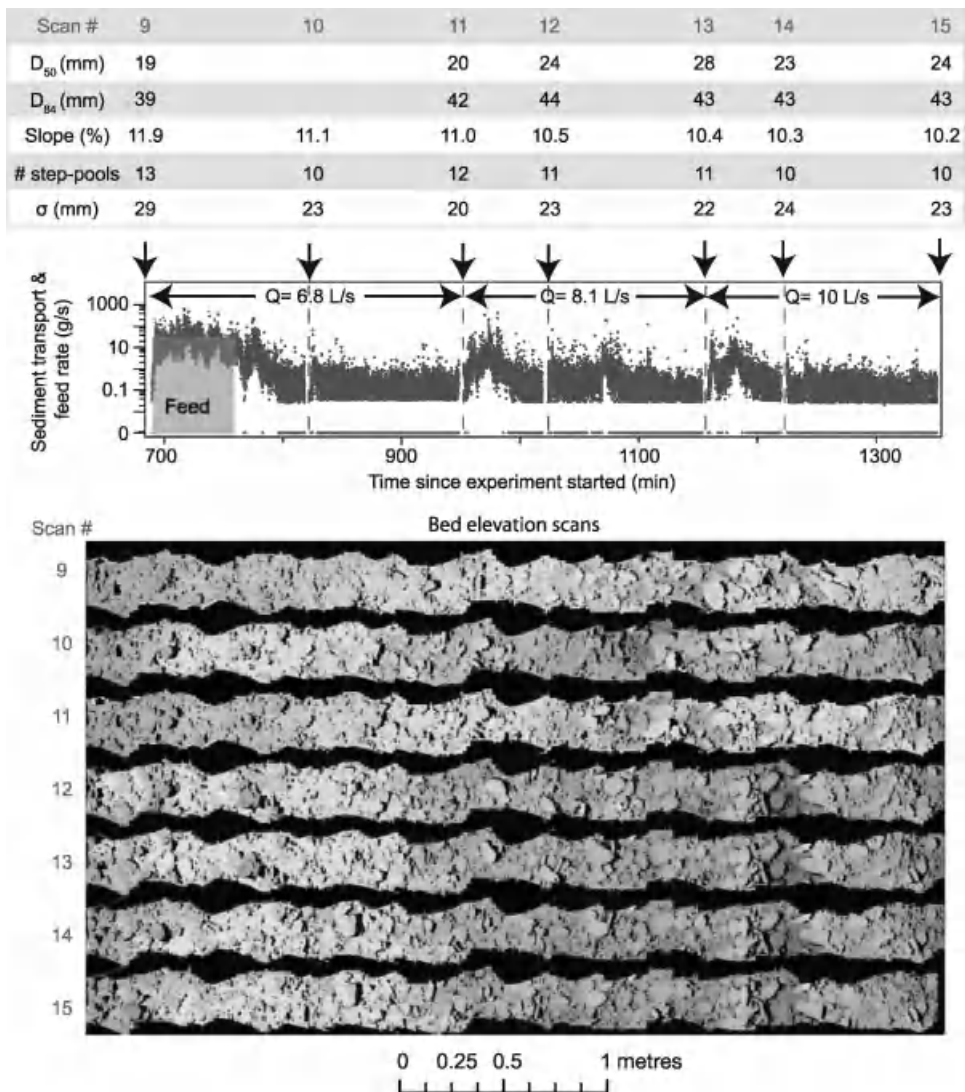 Scan # 9 10 11 12 13 14 15
D50 (mm) 19 20 24 28 23 24
D84 (mm) 39 42 44 43 43 43
Slope (%) 11.9 11.1 11.0 10.5 10.4 10.3 10.2
# step-pools 13 10 12 11 11 10 10
σ (mm) 29 23 20 23 22 24 23
Sediment transport &
feed rate (g/s)
Q= 6.8 L/s Q= 8.1 L/s Q= 10 L/s
1000
10
0.1
0
Feed
700 900 1100 1300
Time since experiment started (min)
Scan # Bed elevation scans
9
10
11
12
13
14
15
0 0.25 0.5 1 metres